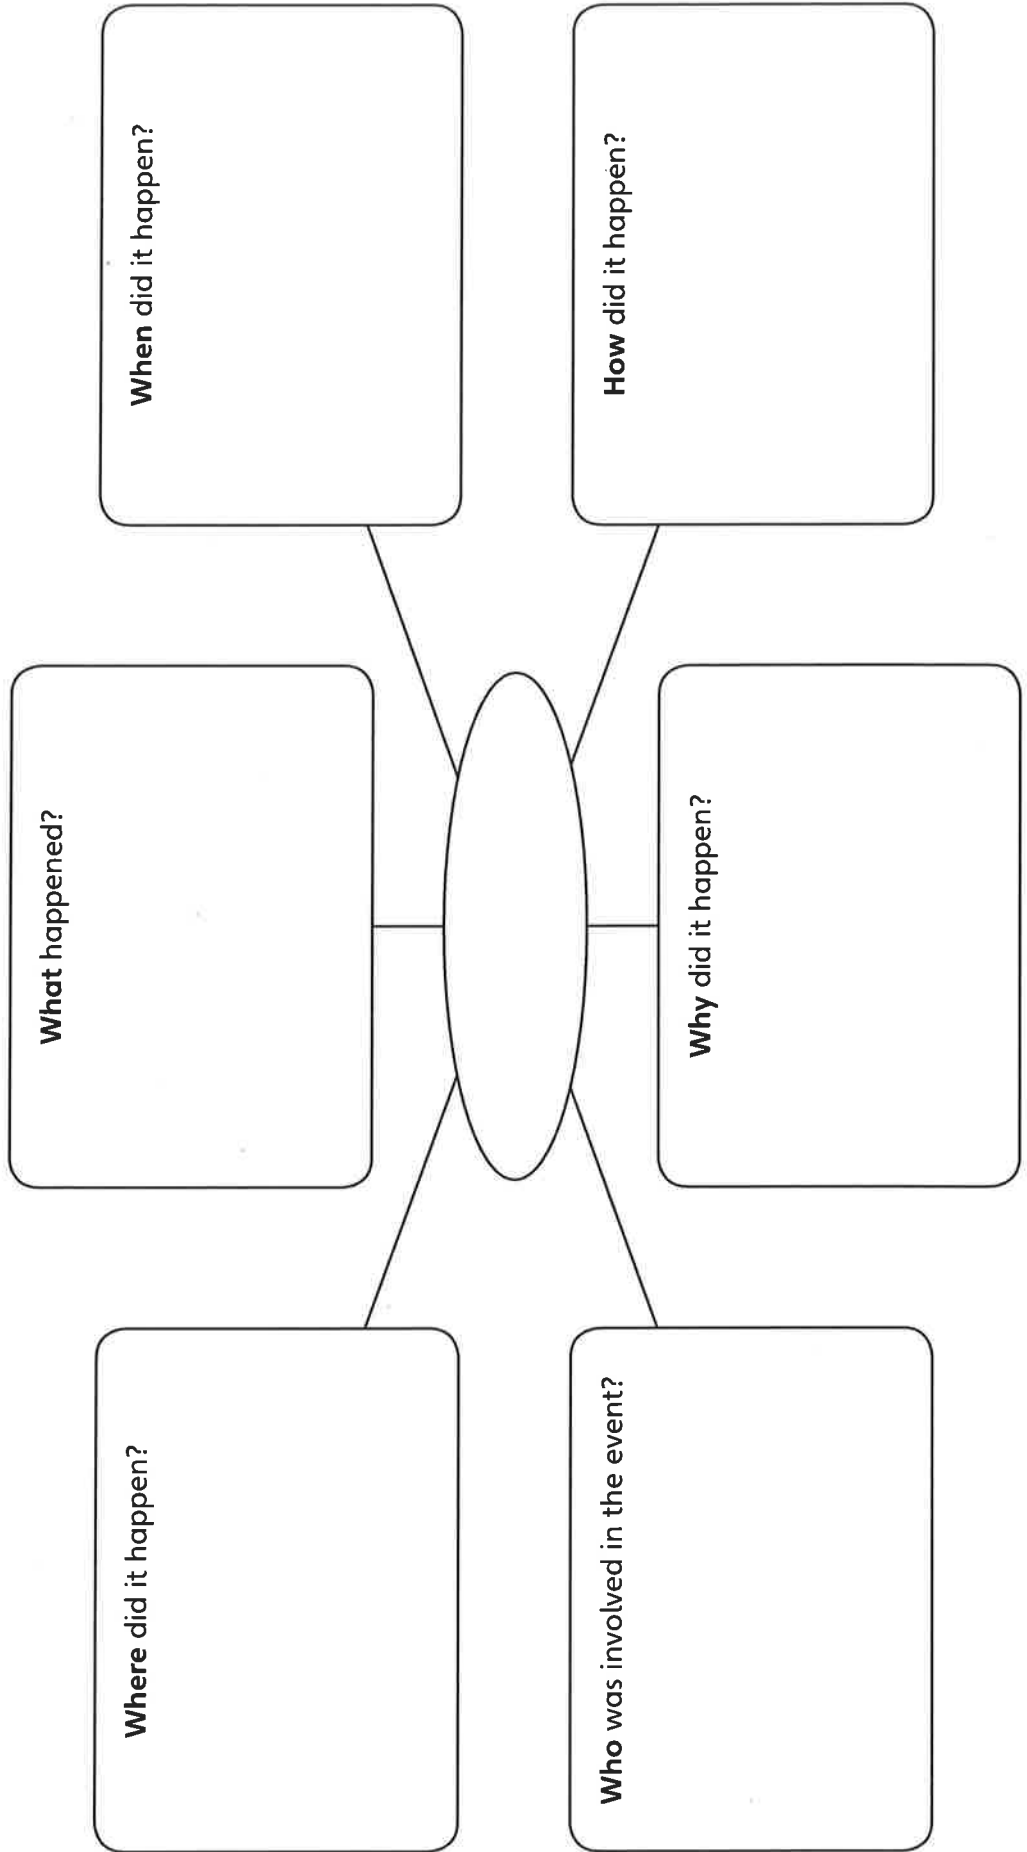 Where did it happen?
What happened?
When did it happen?
Who was involved in the event?
Why did it happen?
How did it happen?